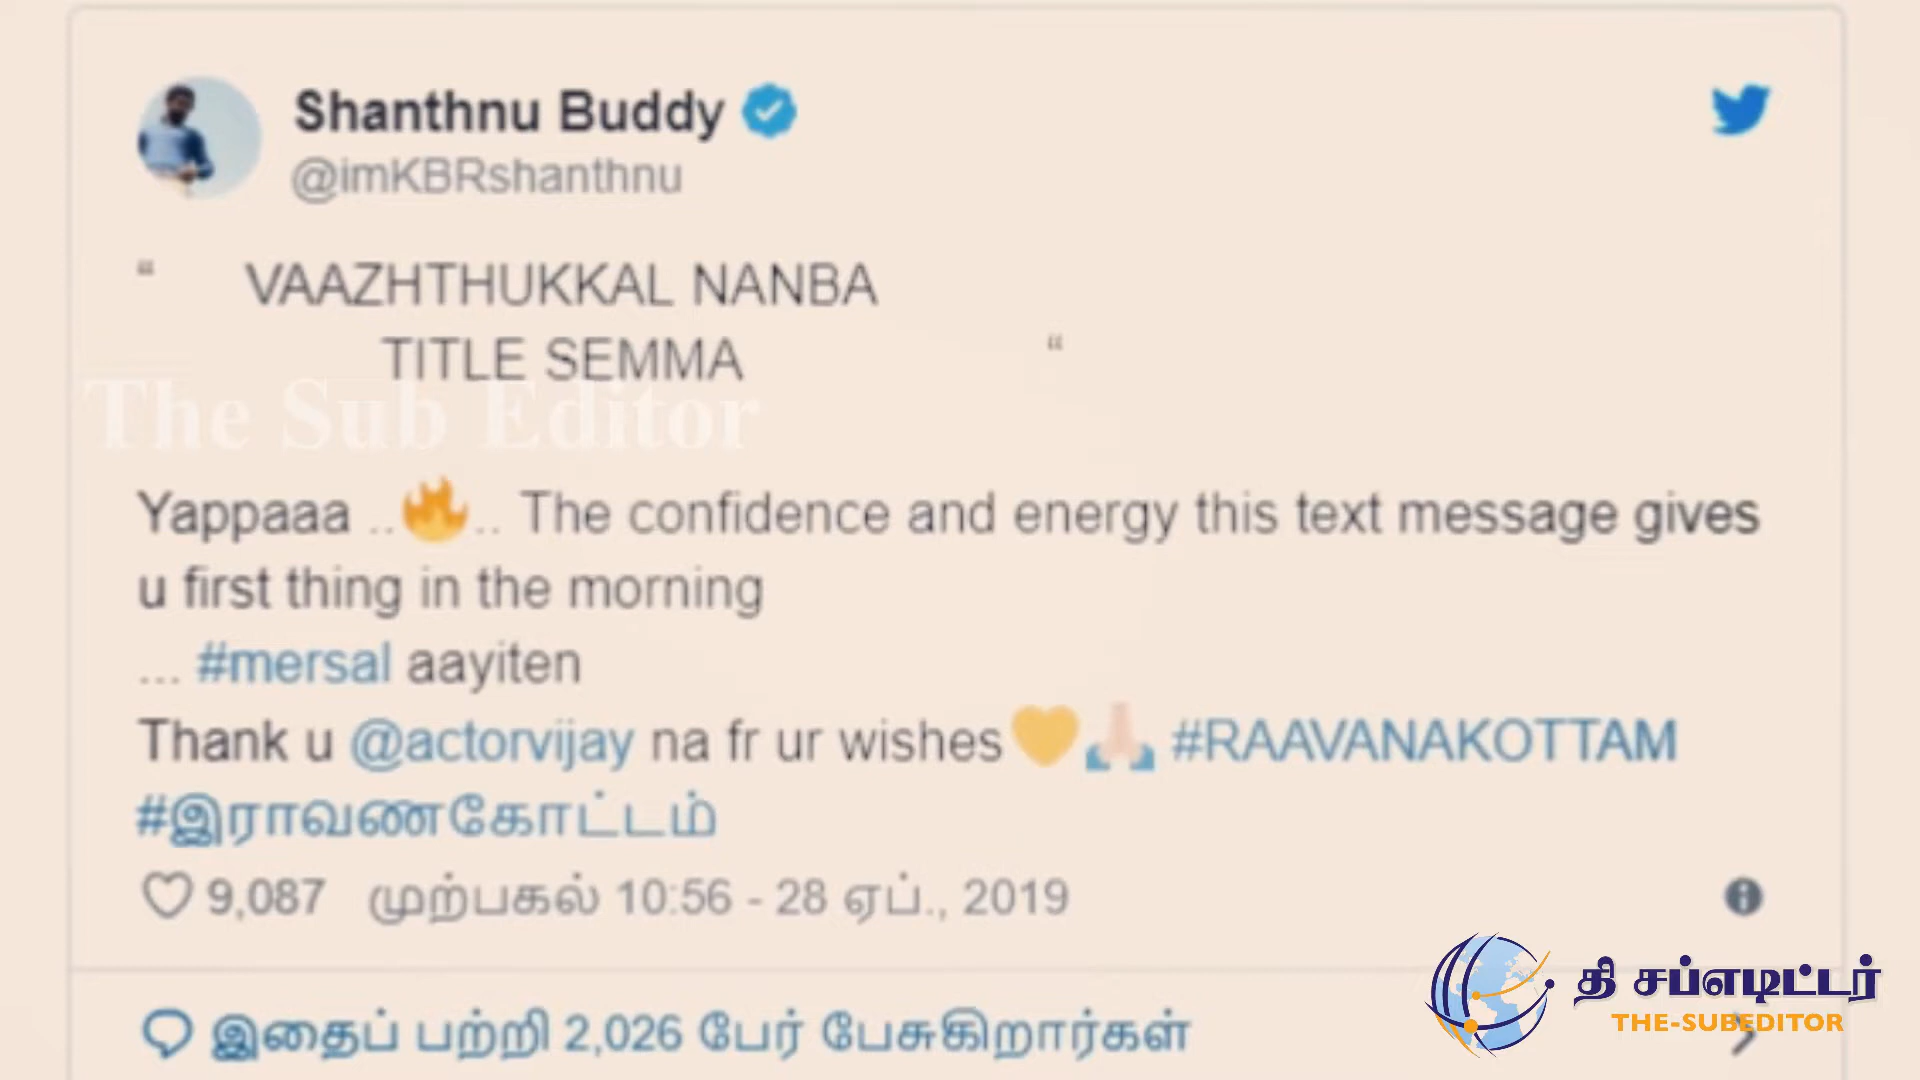 Shanthnu Buddy
@imKBRshanthnu
“ VAAZHTHUKKAL NANBA
TITLE SEMMA “
The Sub Editor
Yappaaa ..🔥.. The confidence and energy this text message gives
u first thing in the morning
... #mersal aayiten
Thank u @actorvijay na fr ur wishes💛🙏🏻 #RAAVANAKOTTAM
#இராவணகோட்டம்
9,087 முற்பகல் 10:56 - 28 ஏப்., 2019
இதைப் பற்றி 2,026 பேர் பேசுகிறார்கள்
தி சப்எடிட்டர்
THE-SUBEDITOR